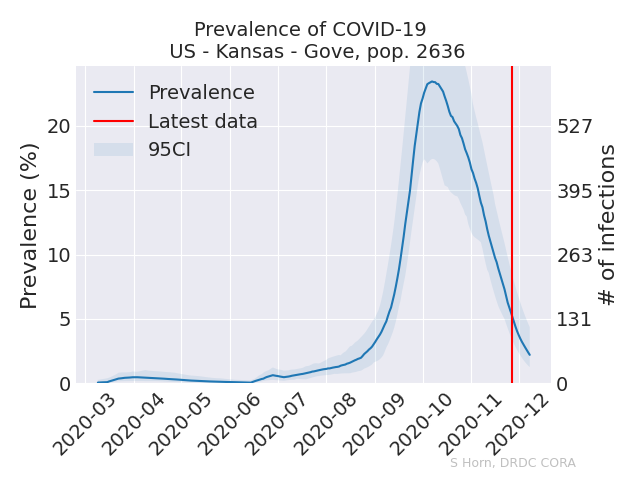 Prevalence of COVID-19
US - Kansas - Gove, pop. 2636
Prevalence
Latest data
95CI
Prevalence (%)
20
15
10
5
0
# of infections
527
395
263
131
0
2020-03
2020-04
2020-05
2020-06
2020-07
2020-08
2020-09
2020-10
2020-11
2020-12
S Horn, DRDC CORA